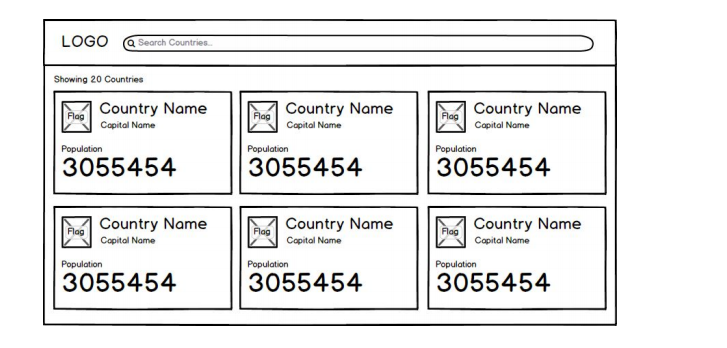 LOGO
Search Countries...
Showing 20 Countries
Flag
Country Name
Capital Name
Population
3055454
Flag
Country Name
Capital Name
Population
3055454
Flag
Country Name
Capital Name
Population
3055454
Flag
Country Name
Capital Name
Population
3055454
Flag
Country Name
Capital Name
Population
3055454
Flag
Country Name
Capital Name
Population
3055454